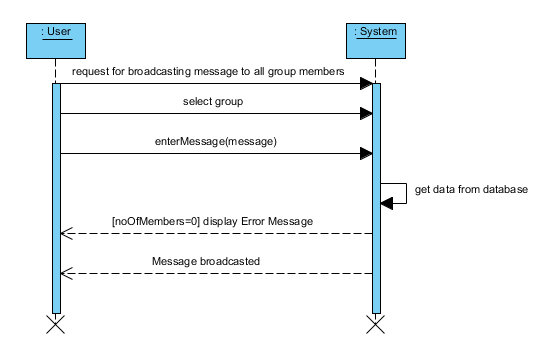 : User
: System
request for broadcasting message to all group members
select group
enterMessage(message)
get data from database
[noOfMembers=0] display Error Message
Message broadcasted